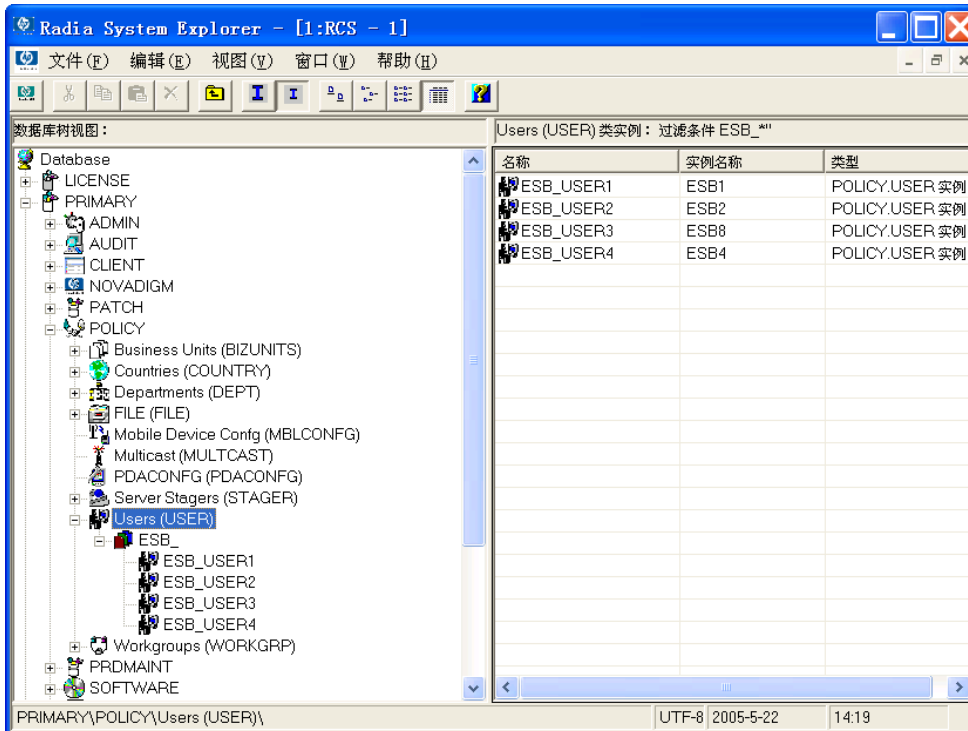 Radia System Explorer - [1:RCS - 1]
文件(F) 编辑(E) 视图(V) 窗口(W) 帮助(H)
数据库树视图：
Users (USER) 类实例： 过滤条件 ESB_*"
Database
LICENSE
PRIMARY
ADMIN
AUDIT
CLIENT
NOVADIGM
PATCH
POLICY
Business Units (BIZUNITS)
Countries (COUNTRY)
Departments (DEPT)
FILE (FILE)
Mobile Device Confg (MBLCONFG)
Multicast (MULTCAST)
PDACONFG (PDACONFG)
Server Stagers (STAGER)
Users (USER)
ESB_
ESB_USER1
ESB_USER2
ESB_USER3
ESB_USER4
Workgroups (WORKGRP)
PRDMAINT
SOFTWARE
名称 实例名称 类型
ESB_USER1 ESB1 POLICY.USER 实例
ESB_USER2 ESB2 POLICY.USER 实例
ESB_USER3 ESB8 POLICY.USER 实例
ESB_USER4 ESB4 POLICY.USER 实例
PRIMARY\POLICY\Users (USER)\ UTF-8 2005-5-22 14:19